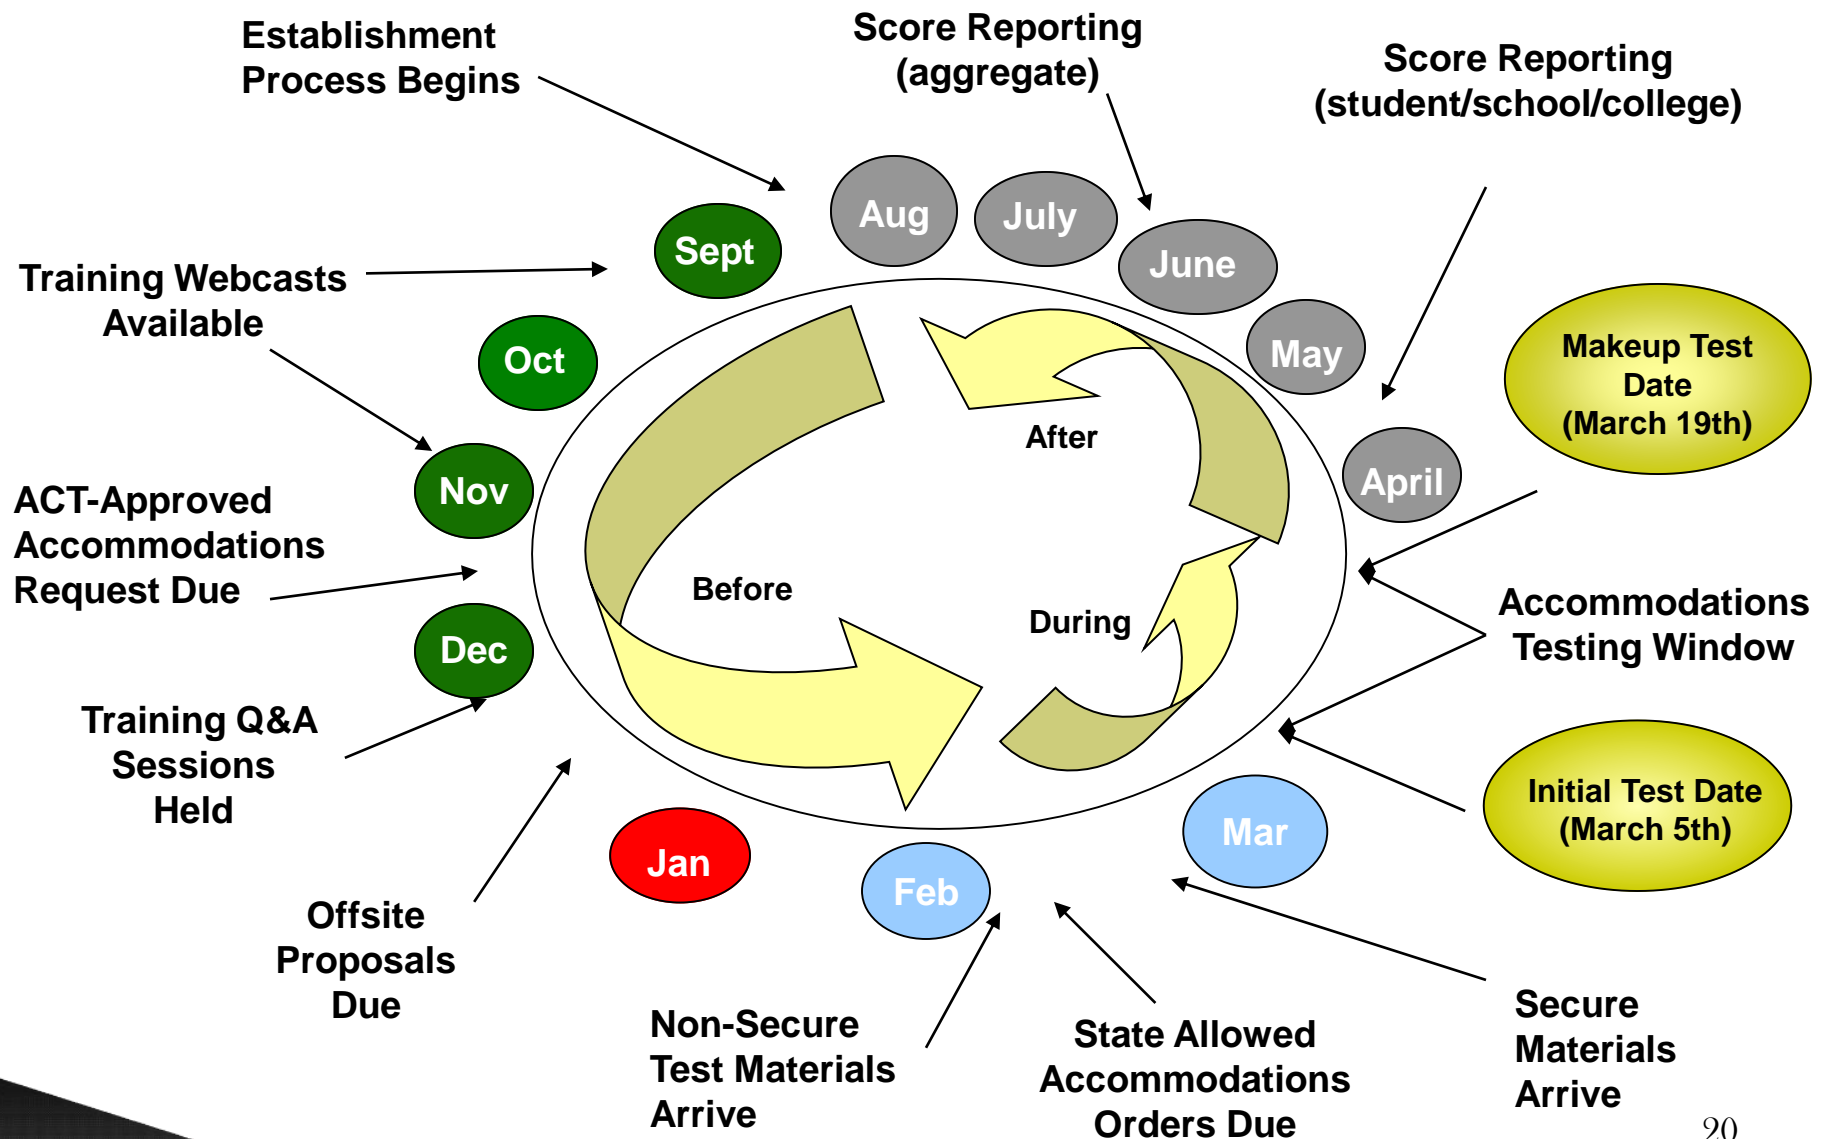 Establishment
Process Begins
Score Reporting
(aggregate)
Score Reporting
(student/school/college)
Aug
July
June
Sept
May
Training Webcasts
Available
Oct
Makeup Test
Date
(March 19th)
After
April
Nov
ACT-Approved
Accommodations
Request Due
Before
During
Accommodations
Testing Window
Dec
Training Q&A
Sessions
Held
Initial Test Date
(March 5th)
Mar
Jan
Feb
Offsite
Proposals
Due
Non-Secure
Test Materials
Arrive
State Allowed
Accommodations
Orders Due
Secure
Materials
Arrive
20